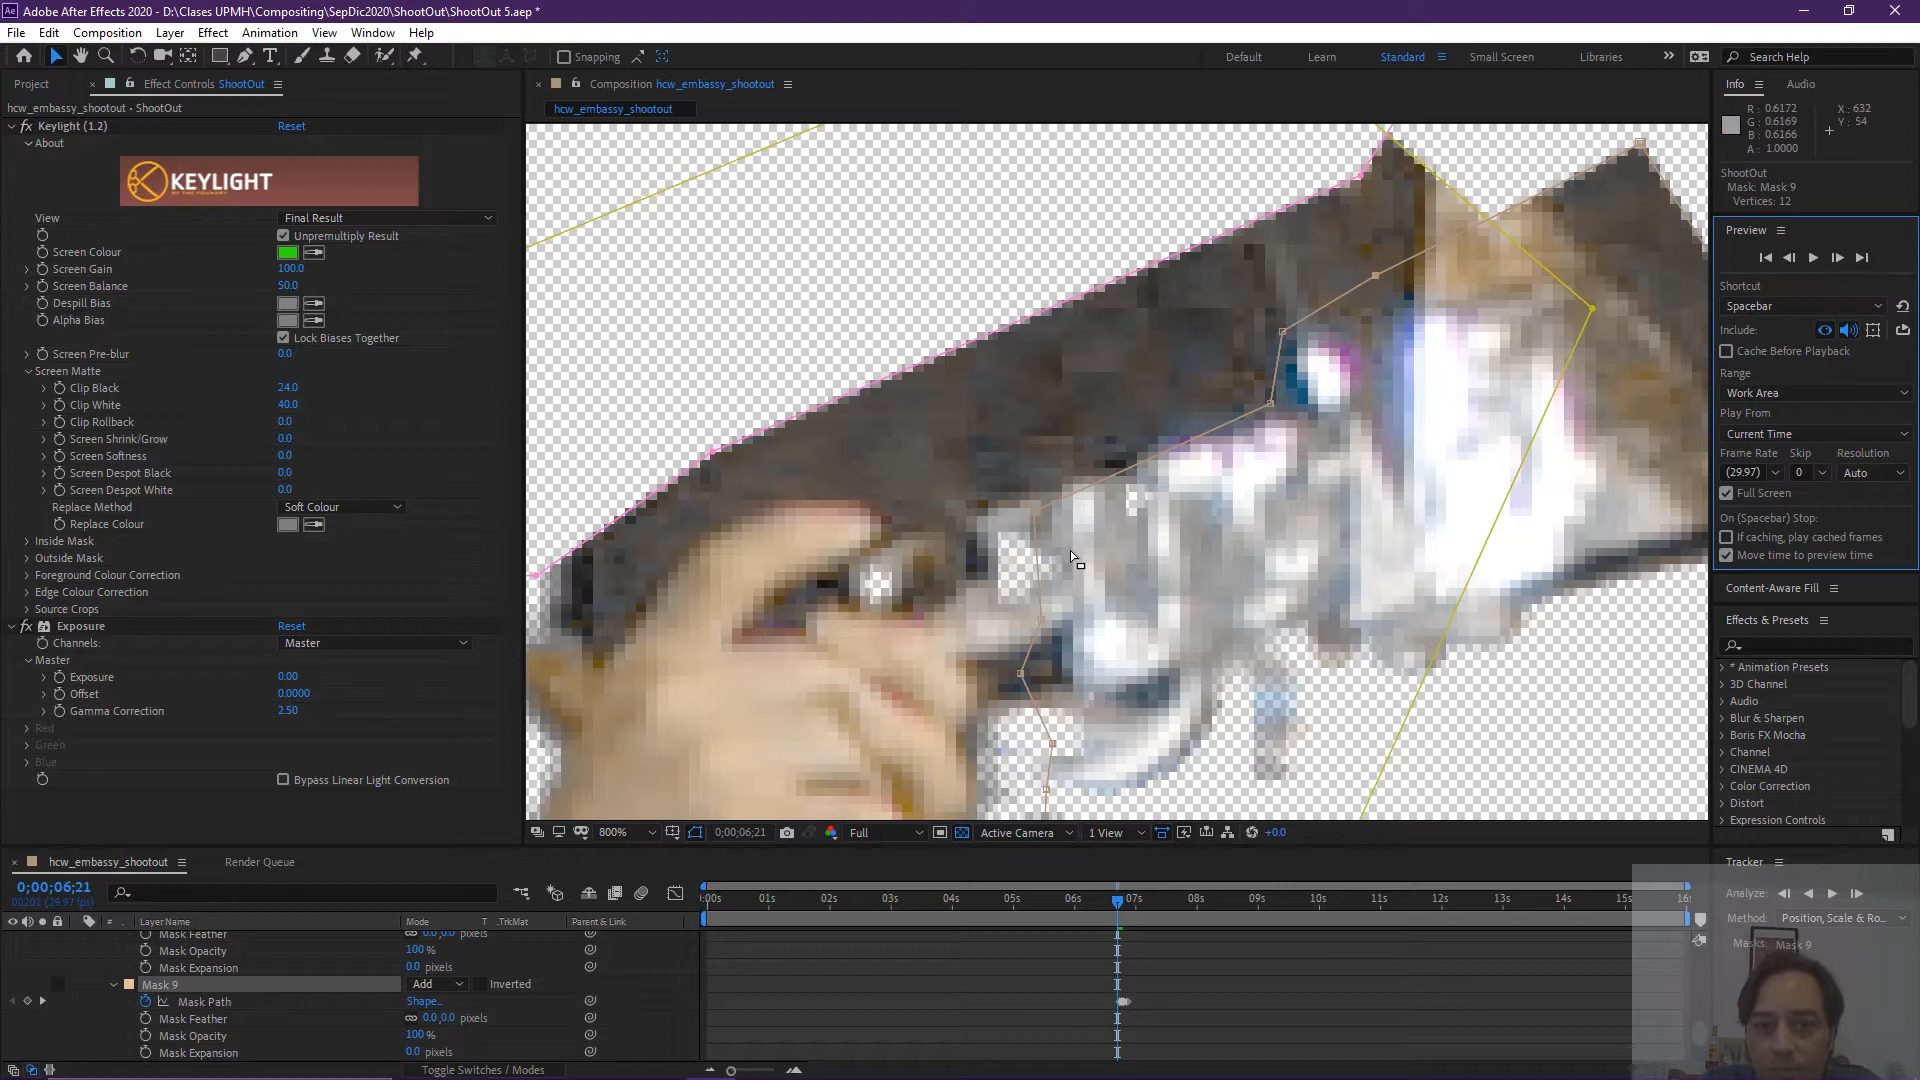 Adobe After Effects 2020 - D:\Clases UPMH\Compositing\SepDic2020\ShootOut\ShootOut 5.aep *
File Edit Composition Layer Effect Animation View Window Help
Snapping Default Learn Standard Small Screen Libraries Search Help
Project Effect Controls ShootOut
hcw_embassy_shootout • ShootOut
Keylight (1.2) Reset
About
KEYLIGHT
BY THE FOUNDRY
View Final Result
Unpremultiply Result
Screen Colour
Screen Gain 100.0
Screen Balance 50.0
Despill Bias
Alpha Bias
Lock Biases Together
Screen Pre-blur 0.0
Screen Matte
Clip Black 24.0
Clip White 40.0
Clip Rollback 0.0
Screen Shrink/Grow 0.0
Screen Softness 0.0
Screen Despot Black 0.0
Screen Despot White 0.0
Replace Method Soft Colour
Replace Colour
Inside Mask
Outside Mask
Foreground Colour Correction
Edge Colour Correction
Source Crops
Exposure Reset
Channels: Master
Master
Exposure 0.00
Offset 0.0000
Gamma Correction 2.50
Red
Green
Blue
Bypass Linear Light Conversion
Composition hcw_embassy_shootout
hcw_embassy_shootout
800% 0;00;06;21 Full Active Camera 1 View +0.0
Info Audio
R: 0.6172
G: 0.6169
B: 0.6166
A: 1.0000
X: 632
Y: 54
ShootOut
Mask: Mask 9
Vertices: 12
Preview
Shortcut
Spacebar
Include:
Cache Before Playback
Range
Work Area
Play From
Current Time
Frame Rate Skip Resolution
(29.97) 0 Auto
Full Screen
On (Spacebar) Stop:
If caching, play cached frames
Move time to preview time
Content-Aware Fill
Effects & Presets
* Animation Presets
3D Channel
Audio
Blur & Sharpen
Boris FX Mocha
Channel
CINEMA 4D
Color Correction
Distort
Expression Controls
Tracker
Analyze:
Method: Position, Scale & Ro...
Masks: Mask 9
hcw_embassy_shootout Render Queue
0;00;06;21
00201 (29.97 fps)
# Layer Name Mode T .TrkMat Parent & Link
Mask Feather 0.0,0.0 pixels
Mask Opacity 100 %
Mask Expansion 0.0 pixels
Mask 9 Add Inverted
Mask Path Shape...
Mask Feather 0.0,0.0 pixels
Mask Opacity 100 %
Mask Expansion 0.0 pixels
Toggle Switches / Modes
:00s 01s 02s 03s 04s 05s 06s 07s 08s 09s 10s 11s 12s 13s 14s 15s 16s